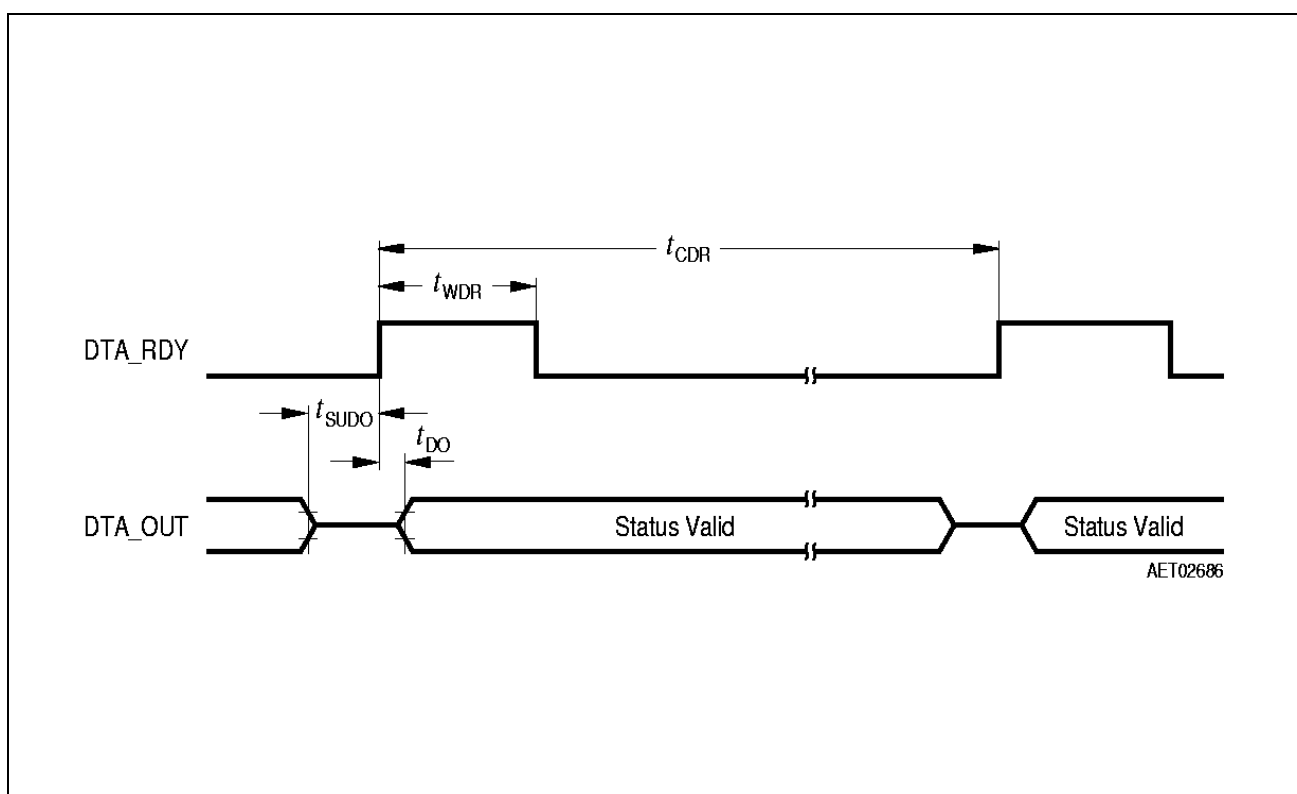 tCDR
tWDR
DTA_RDY
tSUDO
tDO
DTA_OUT
Status Valid
Status Valid
AET02686